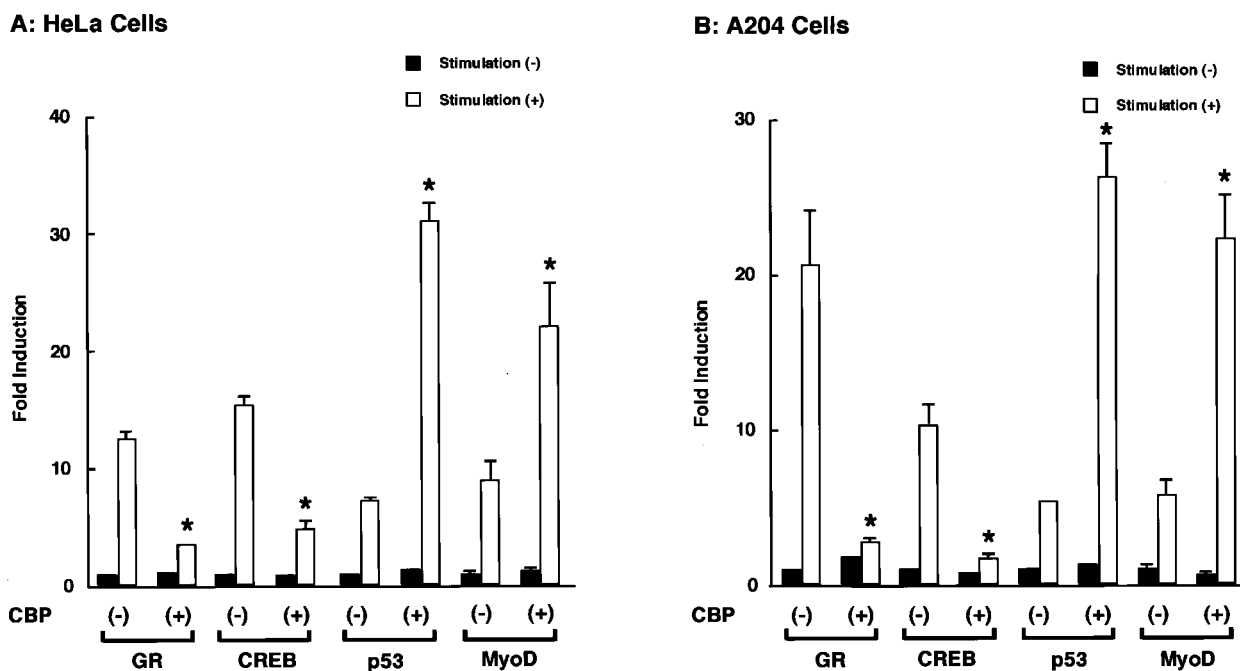 A: HeLa Cells
Stimulation (-)
Stimulation (+)
40
30
20
10
0
Fold Induction
*
*
*
*
CBP (-) (+) (-) (+) (-) (+) (-) (+)
GR CREB p53 MyoD
B: A204 Cells
Stimulation (-)
Stimulation (+)
30
20
10
0
Fold Induction
*
*
*
*
(-) (+) (-) (+) (-) (+) (-) (+)
GR CREB p53 MyoD